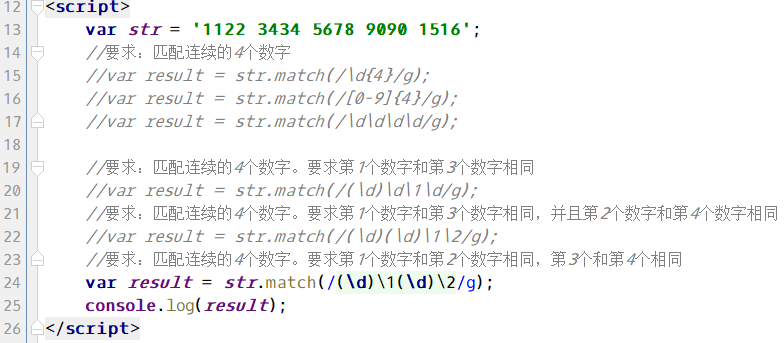 12 <script>
13 var str = '1122 3434 5678 9090 1516';
14 //要求：匹配连续的4个数字
15 //var result = str.match(/\d{4}/g);
16 //var result = str.match(/[0-9]{4}/g);
17 //var result = str.match(/\d\d\d\d/g);
18
19 //要求：匹配连续的4个数字。要求第1个数字和第3个数字相同
20 //var result = str.match(/(\d)\d\1\d/g);
21 //要求：匹配连续的4个数字。要求第1个数字和第3个数字相同，并且第2个数字和第4个数字相同
22 //var result = str.match(/(\d)(\d)\1\2/g);
23 //要求：匹配连续的4个数字。要求第1个数字和第2个数字相同，第3个和第4个相同
24 var result = str.match(/(\d)\1(\d)\2/g);
25 console.log(result);
26 </script>